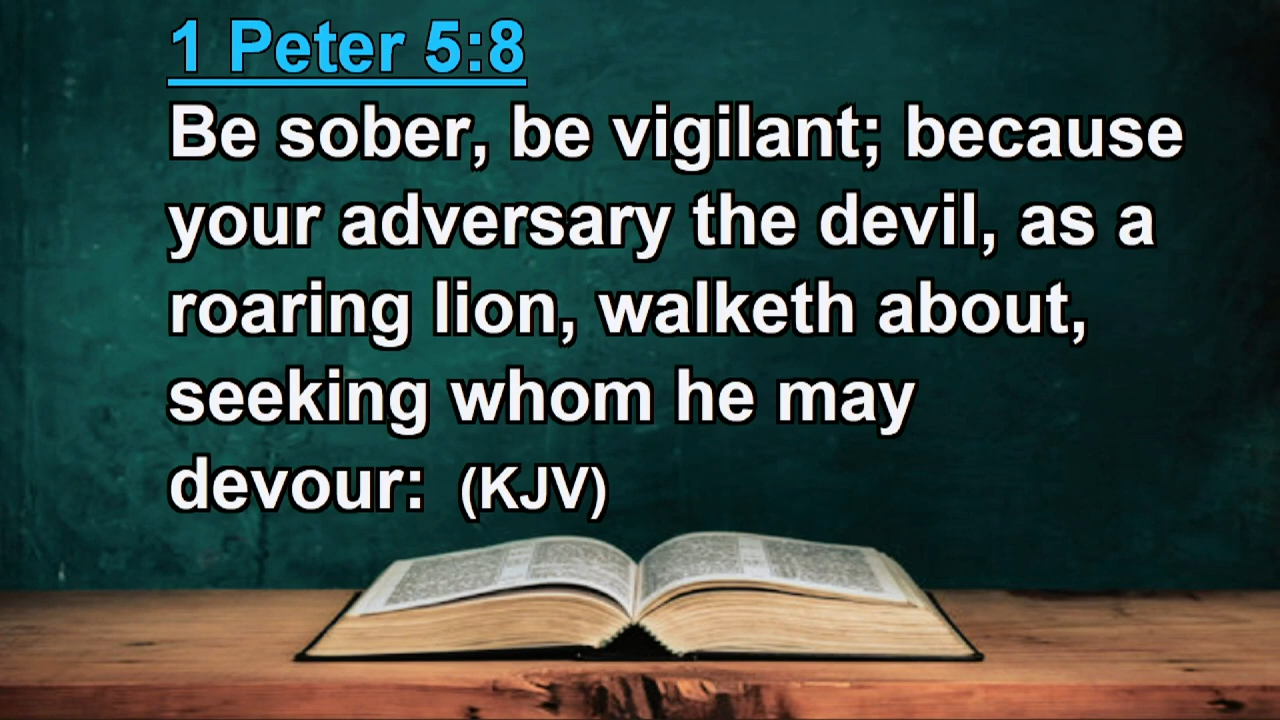 1 Peter 5:8
Be sober, be vigilant; because
your adversary the devil, as a
roaring lion, walketh about,
seeking whom he may
devour: (KJV)